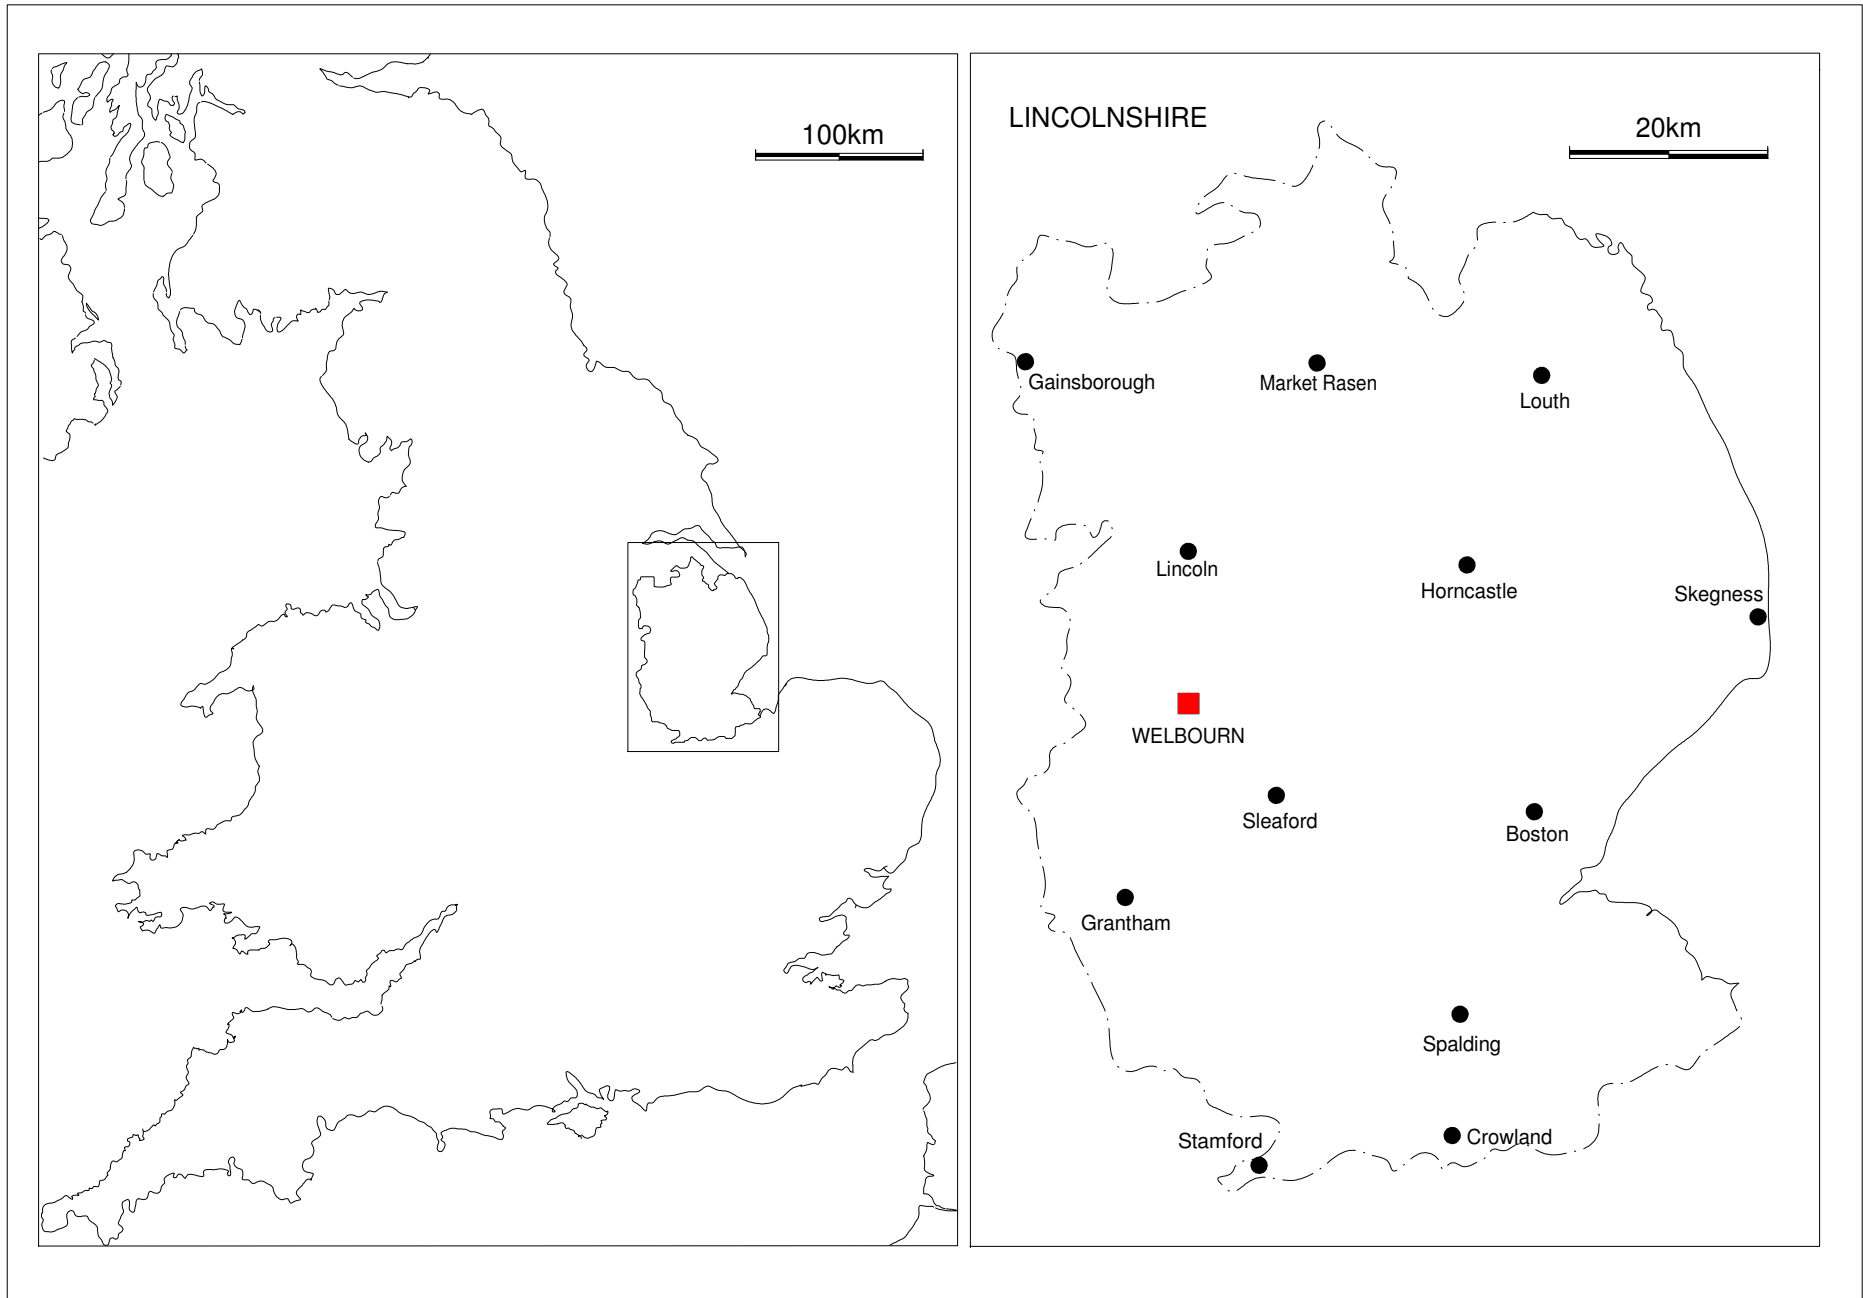 100km
LINCOLNSHIRE
20km
Gainsborough
Market Rasen
Louth
Lincoln
Horncastle
Skegness
WELBOURN
Sleaford
Boston
Grantham
Spalding
Stamford
Crowland